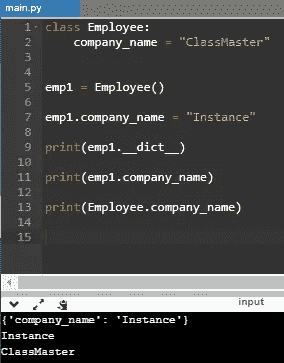 main.py
1 class Employee:
2 company_name = "ClassMaster"
3
4
5 emp1 = Employee()
6
7 emp1.company_name = "Instance"
8
9 print(emp1.__dict__)
10
11 print(emp1.company_name)
12
13 print(Employee.company_name)
14
15
input
{'company_name': 'Instance'}
Instance
ClassMaster